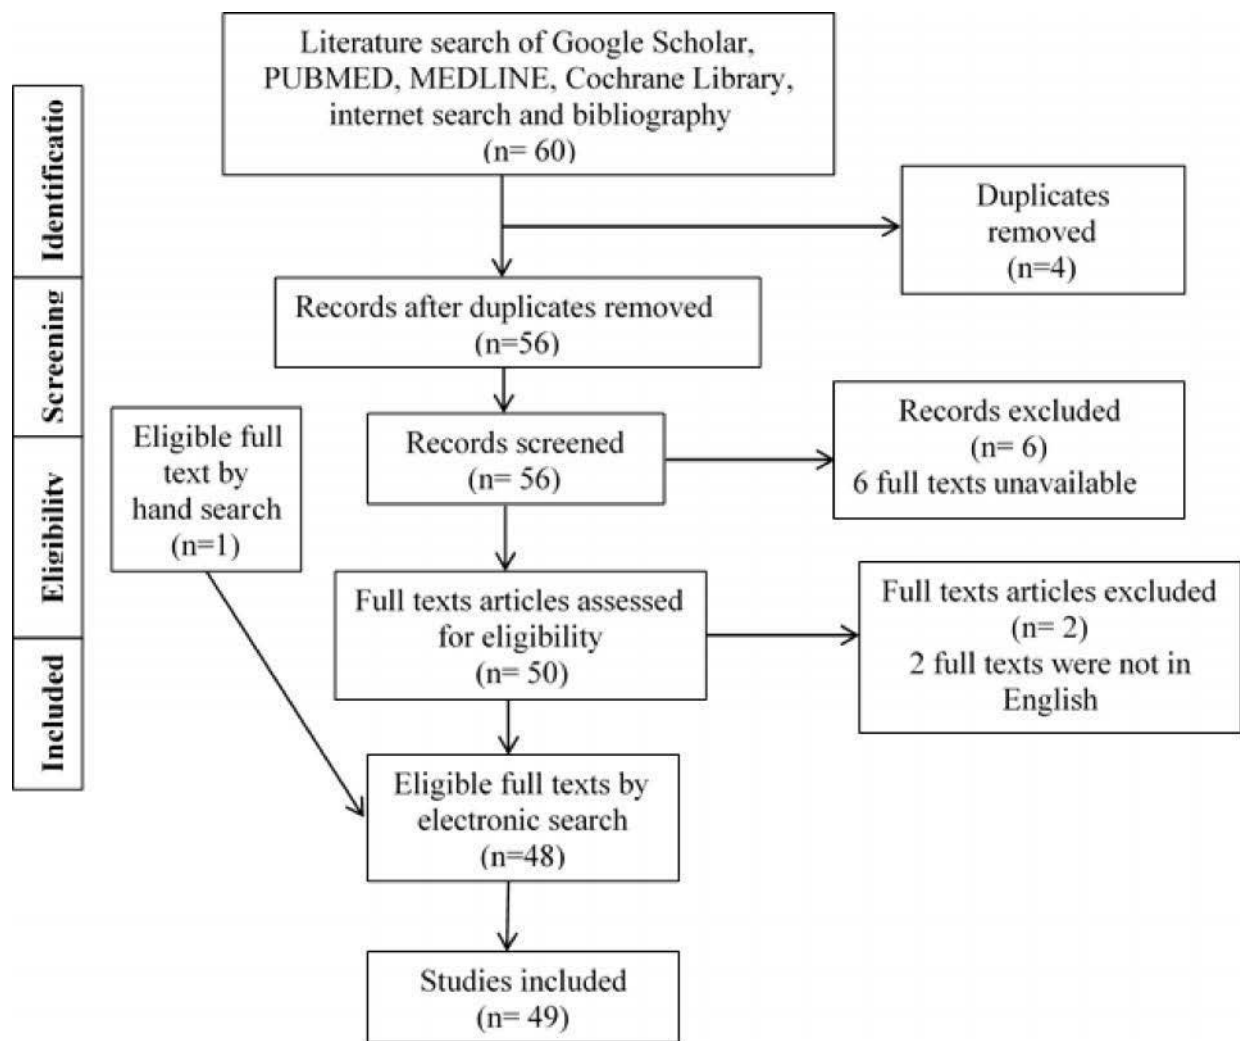 Literature search of Google Scholar,
PUBMED, MEDLINE, Cochrane Library,
internet search and bibliography
(n= 60)
Identificatio
Duplicates
removed
(n=4)
Records after duplicates removed
(n=56)
Screening
Records screened
(n= 56)
Records excluded
(n= 6)
6 full texts unavailable
Eligible full
text by
hand search
(n=1)
Eligibility
Full texts articles assessed
for eligibility
(n= 50)
Full texts articles excluded
(n= 2)
2 full texts were not in
English
Included
Eligible full texts by
electronic search
(n=48)
Studies included
(n= 49)